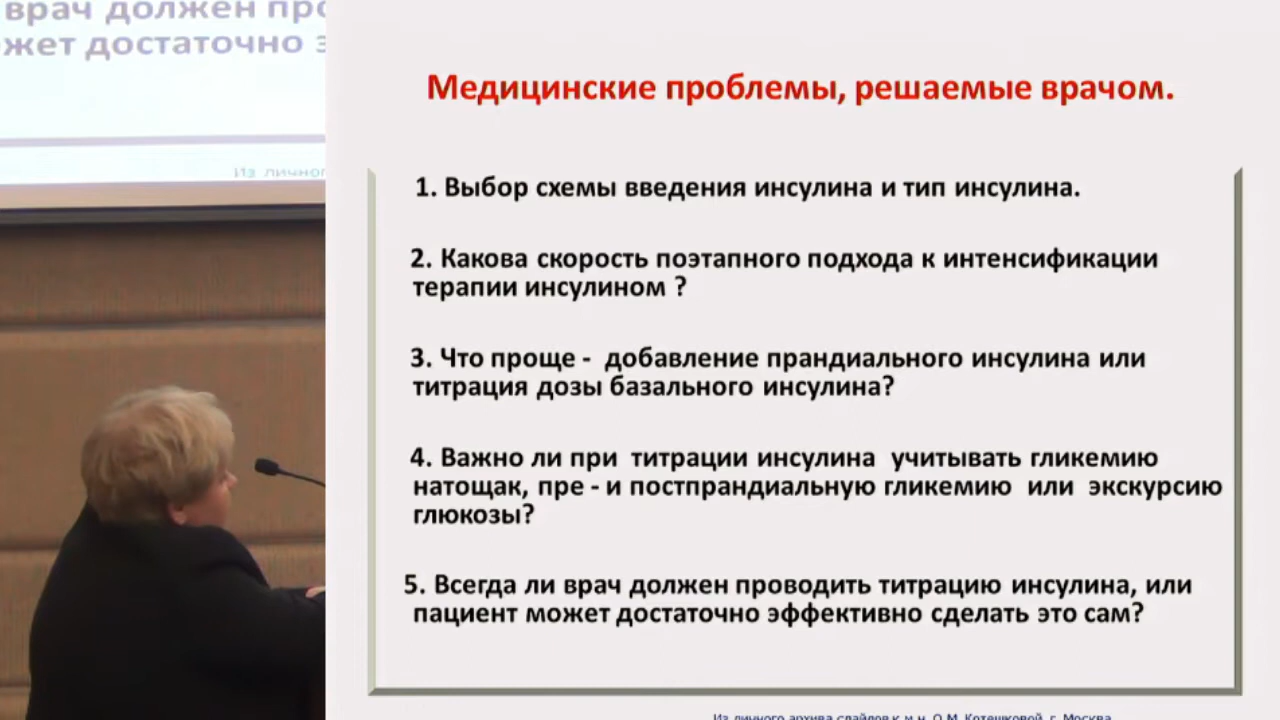 врач должен
жет достаточно
Из личного
Медицинские проблемы, решаемые врачом.
1. Выбор схемы введения инсулина и тип инсулина.
2. Какова скорость поэтапного подхода к интенсификации
терапии инсулином ?
3. Что проще - добавление прандиального инсулина или
титрация дозы базального инсулина?
4. Важно ли при титрации инсулина учитывать гликемию
натощак, пре - и постпрандиальную гликемию или экскурсию
глюкозы?
5. Всегда ли врач должен проводить титрацию инсулина, или
пациент может достаточно эффективно сделать это сам?
Из личного архива слайдов к.м.н. О.М. Котешковой, г. Москва